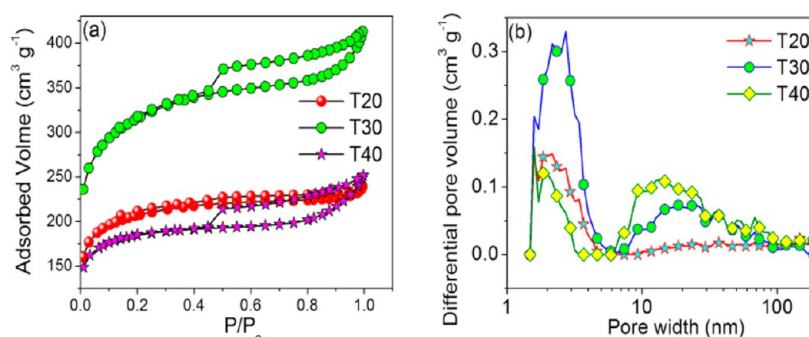 (a)
Adsorbed Volme (cm³ g⁻¹)
400
350
300
250
200
150
T20
T30
T40
0.0 0.2 0.4 0.6 0.8 1.0
(b)
Differential pore volume (cm³ g⁻¹)
0.3
0.2
0.1
0.0
T20
T30
T40
1 10 100
Pore width (nm)